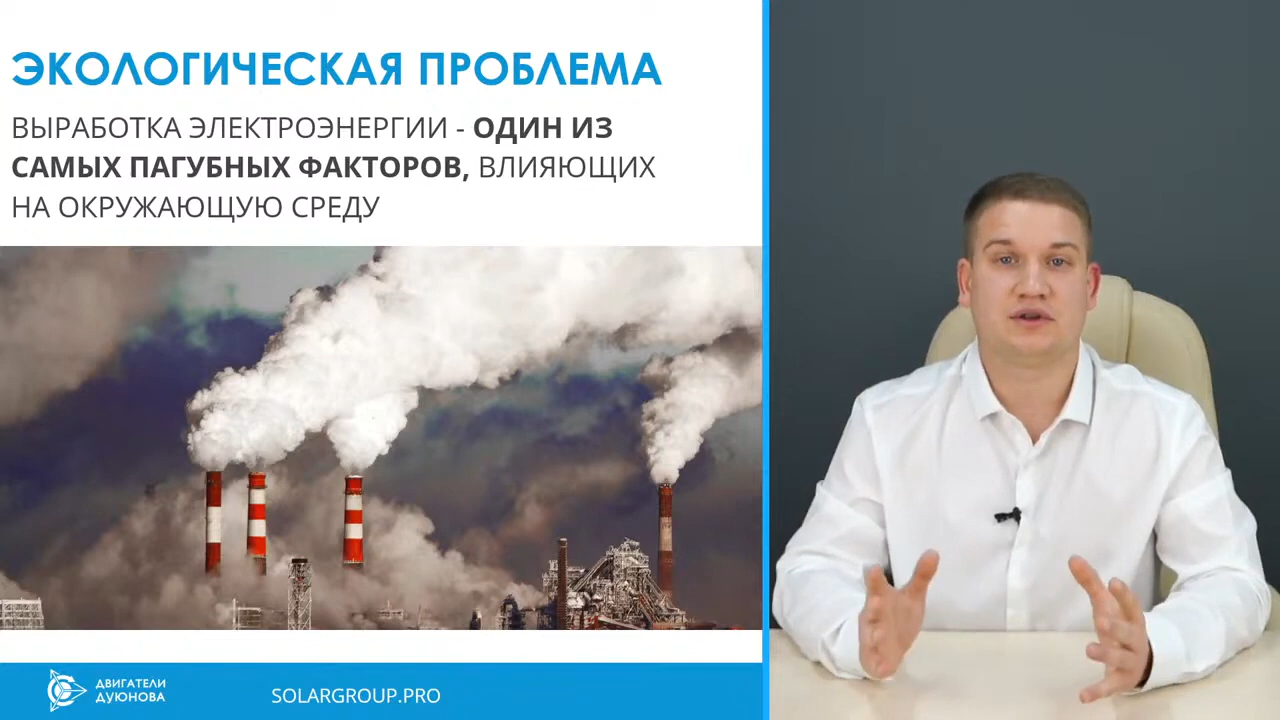 ЭКОЛОГИЧЕСКАЯ ПРОБЛЕМА
ВЫРАБОТКА ЭЛЕКТРОЭНЕРГИИ - ОДИН ИЗ
САМЫХ ПАГУБНЫХ ФАКТОРОВ, ВЛИЯЮЩИХ
НА ОКРУЖАЮЩУЮ СРЕДУ
ДВИГАТЕЛИ
ДУЮНОВА
SOLARGROUP.PRO